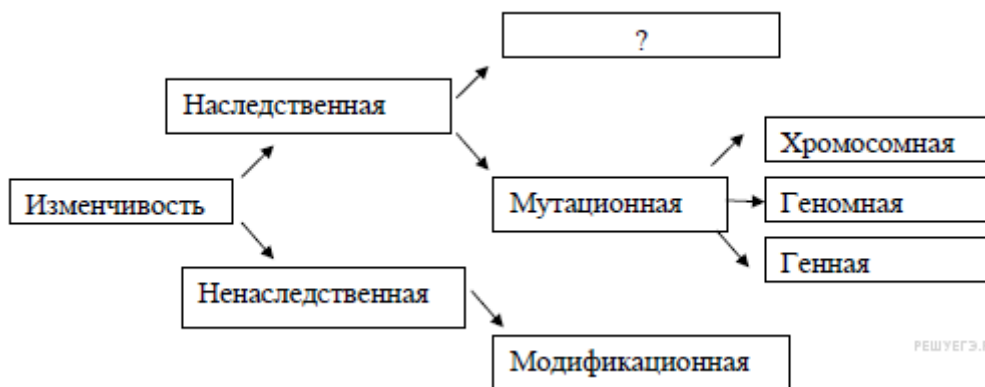 ?
Наследственная
Хромосомная
Изменчивость
Мутационная
Геномная
Генная
Ненаследственная
Модификационная